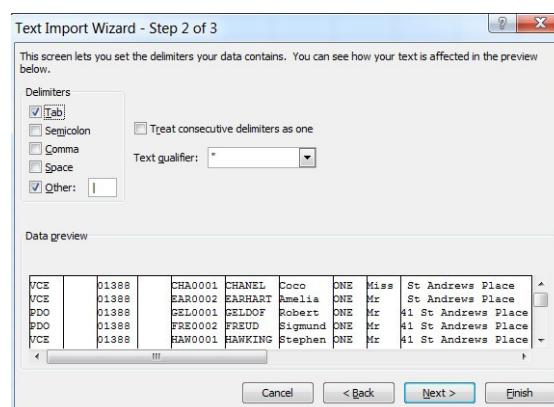 Text Import Wizard - Step 2 of 3
This screen lets you set the delimiters your data contains. You can see how your text is affected in the preview
below.
Delimiters
Tab
Semicolon
Comma
Space
Other: |
Treat consecutive delimiters as one
Text qualifier: "
Data preview
VCE 01388 CHA0001 CHANEL Coco ONE Miss St Andrews Place
VCE 01388 EAR0002 EARHART Amelia ONE Mr St Andrews Place
PDO 01388 GEL0001 GELDOF Robert ONE Mr 41 St Andrews Place
PDO 01388 FRE0002 FREUD Sigmund ONE Mr 41 St Andrews Place
VCE 01388 HAW0001 HAWKING Stephen ONE Mr 41 St Andrews Place
Cancel < Back Next > Finish